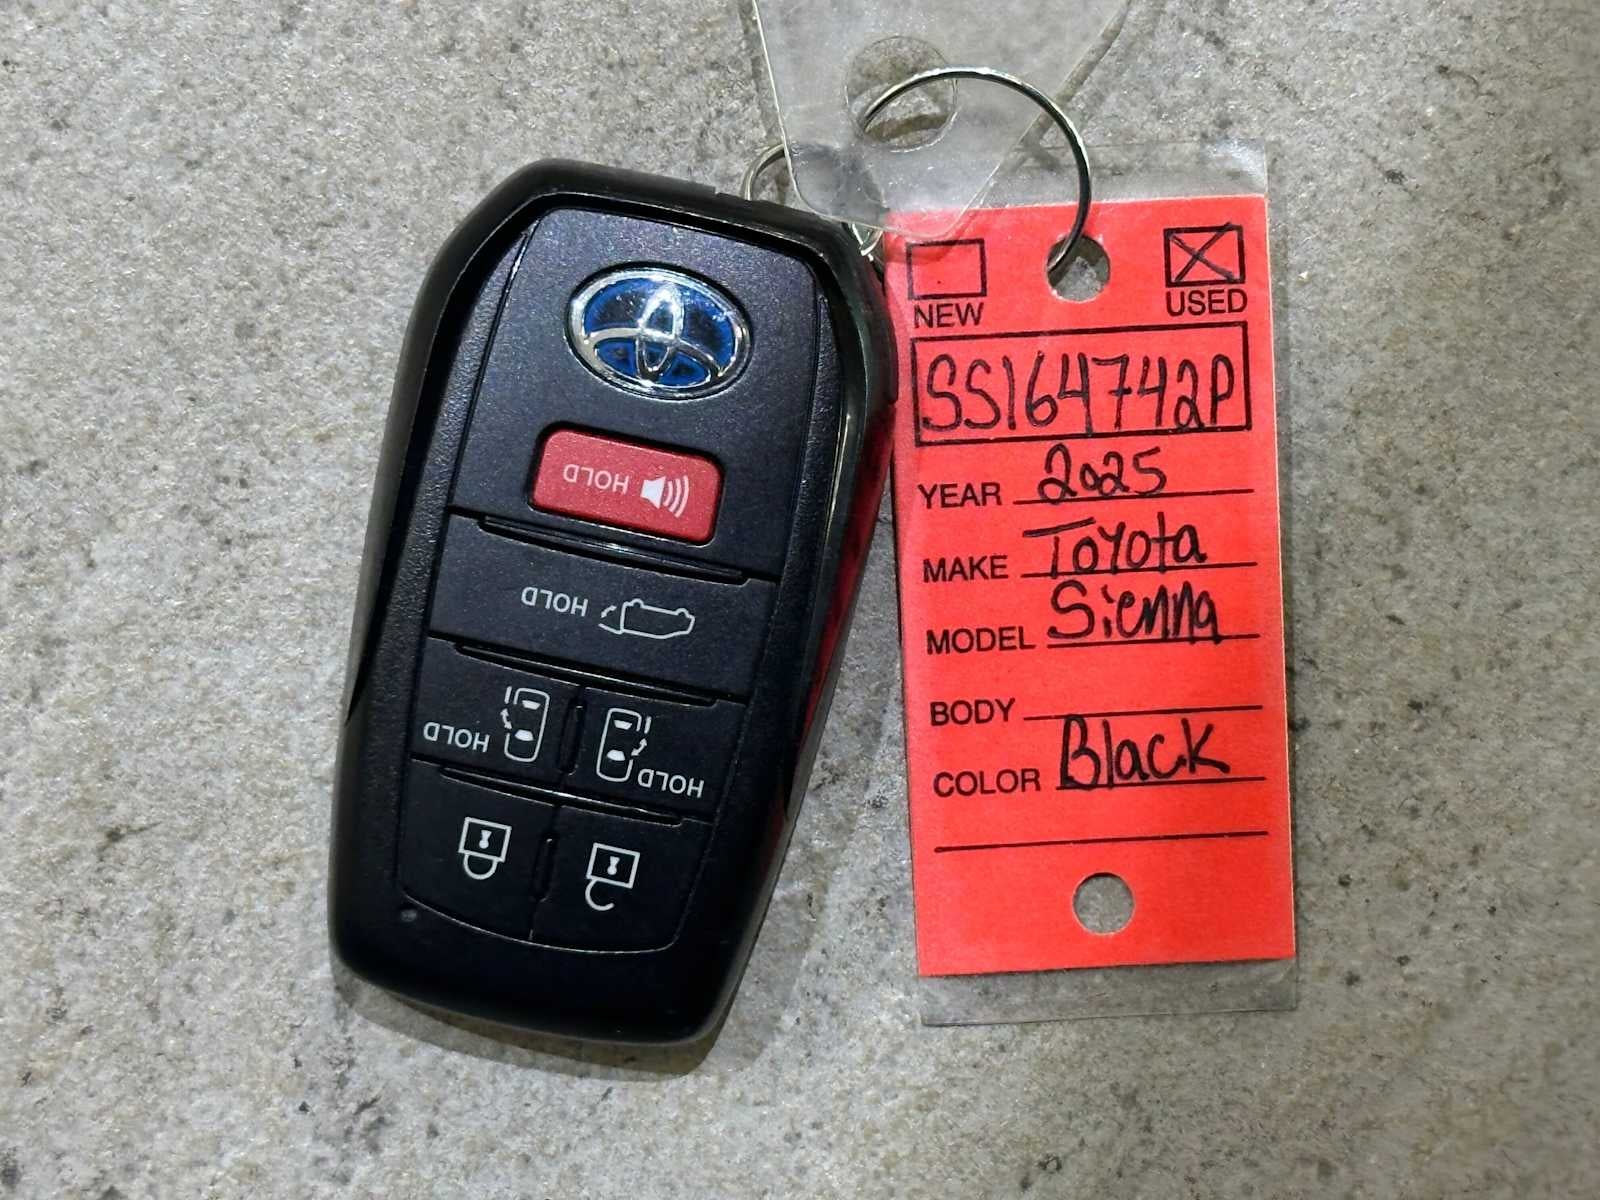 NEW USED
SS164742P
YEAR 2025
MAKE Toyota
MODEL Sienna
BODY
COLOR Black
HOLD
HOLD
HOLD HOLD